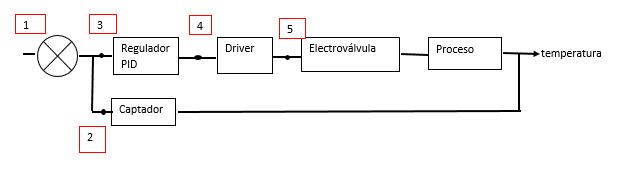 1
3
4
5
Regulador
PID
Driver
Electroválvula
Proceso
temperatura
Captador
2